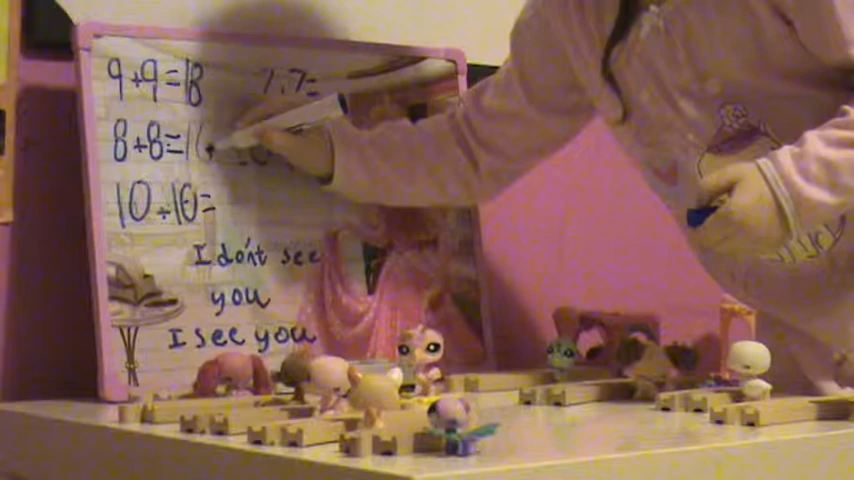 9+9=18
7.7=
8+8=16
10+10=
I don't see
you
I see you